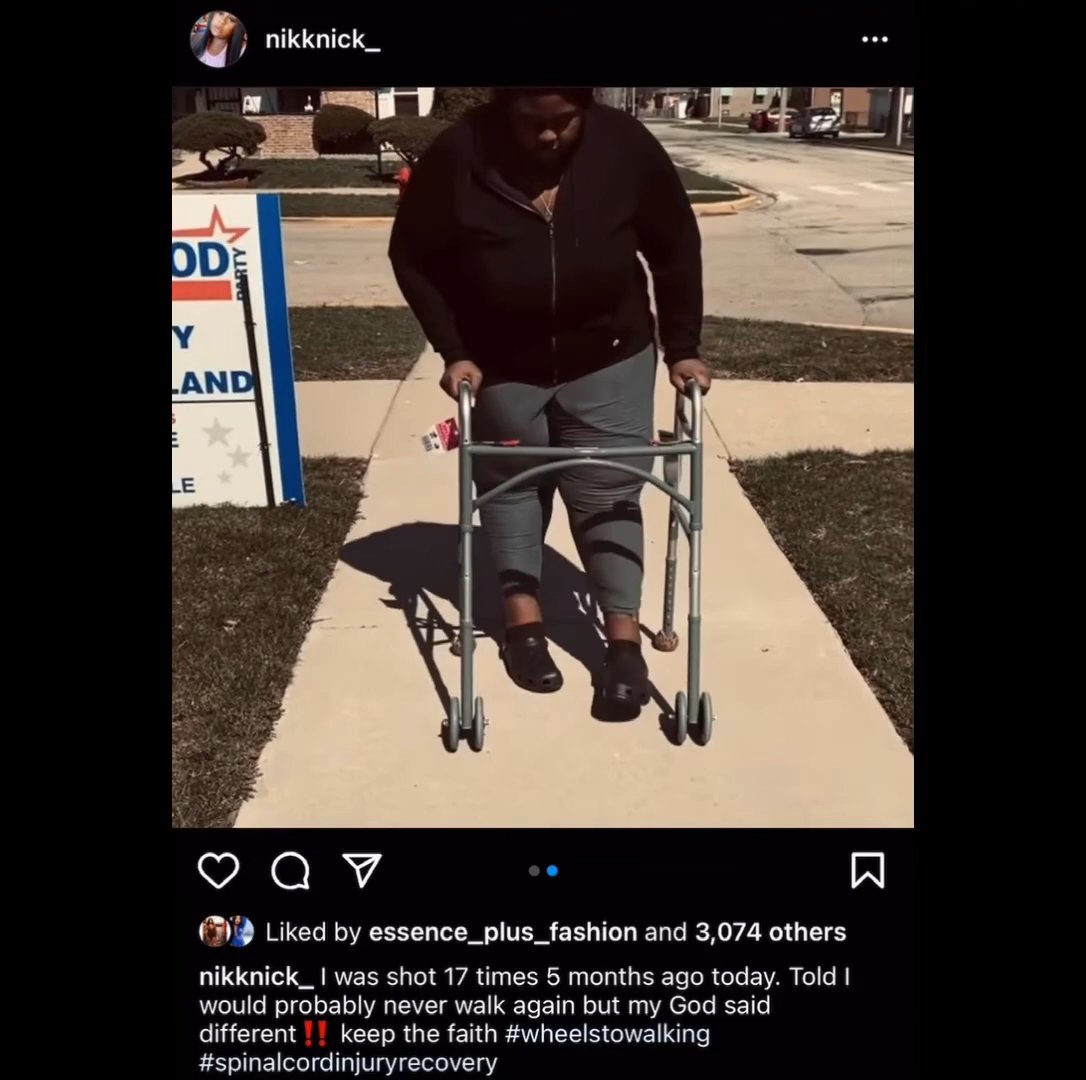 nikknick_
OD
PARTY
Y
LAND
E
LE
Liked by essence_plus_fashion and 3,074 others
nikknick_ I was shot 17 times 5 months ago today. Told I
would probably never walk again but my God said
different‼️ keep the faith #wheelstowalking
#spinalcordinjuryrecovery